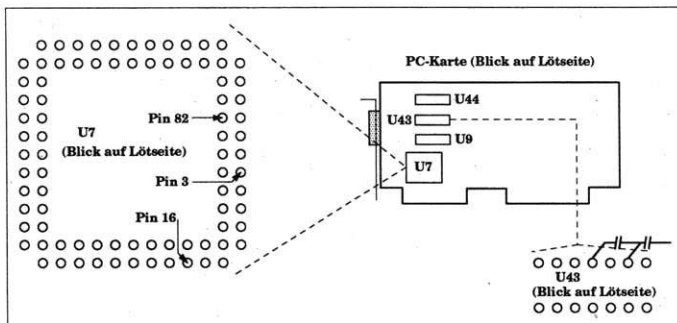 PC-Karte (Blick auf Lötseite)
U44
U43
U9
U7
Pin 82
U7
(Blick auf Lötseite)
Pin 3
Pin 16
U43
(Blick auf Lötseite)